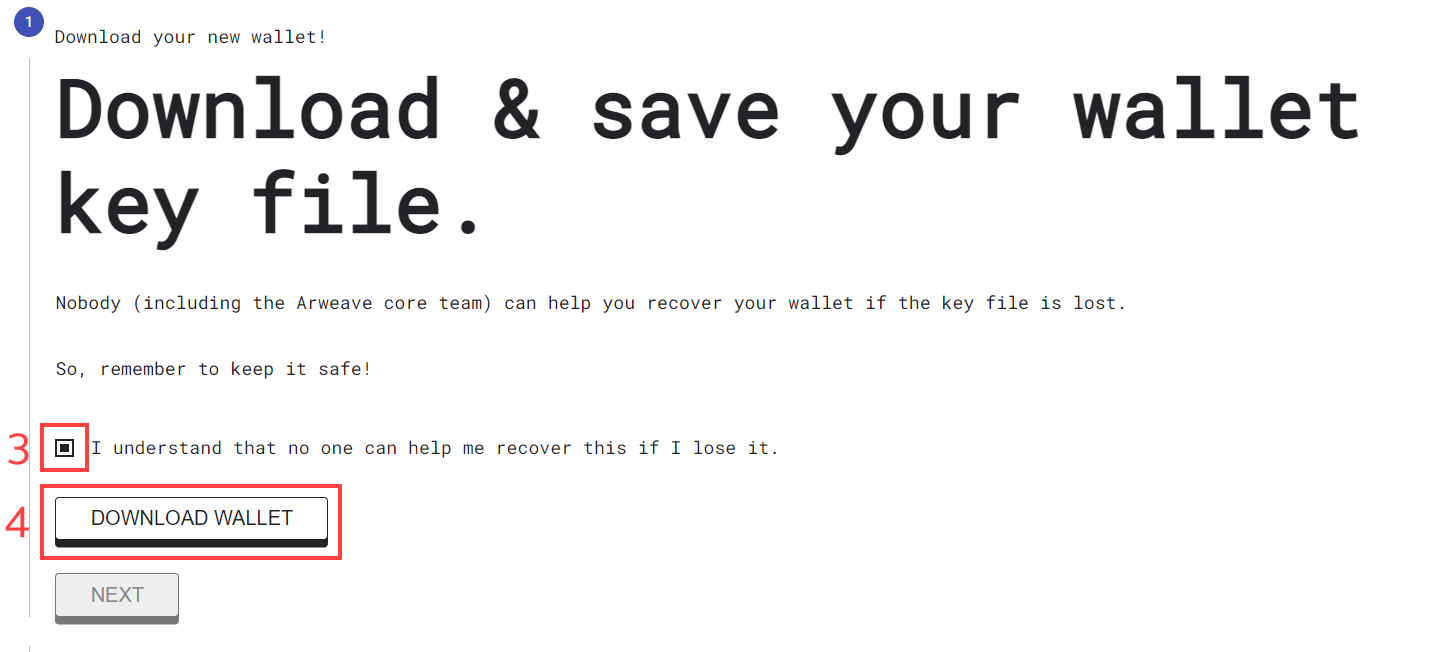 1
Download your new wallet!
Download & save your wallet
key file.
Nobody (including the Arweave core team) can help you recover your wallet if the key file is lost.
So, remember to keep it safe!
3 I understand that no one can help me recover this if I lose it.
4 DOWNLOAD WALLET
NEXT